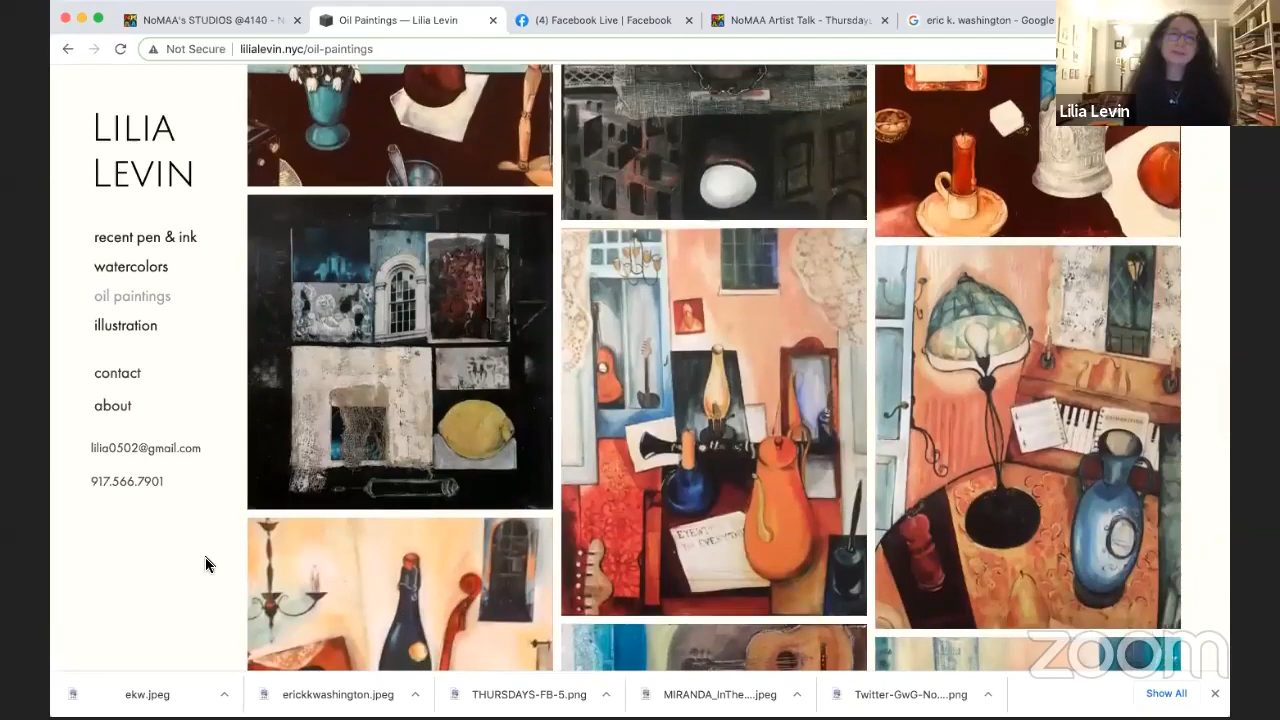 NoMAA's STUDIOS @4140 - N
Oil Paintings — Lilia Levin
(4) Facebook Live | Facebook
NoMAA Artist Talk - Thursday
eric k. washington - Google
Not Secure
lilialevin.nyc/oil-paintings
Lilia Levin
LILIA
LEVIN
recent pen & ink
watercolors
oil paintings
illustration
contact
about
lilia0502@gmail.com
917.566.7901
zoom
ekw.jpeg
erickkwashington.jpeg
THURSDAYS-FB-5.png
MIRANDA_InThe....jpeg
Twitter-GwG-No....png
Show All